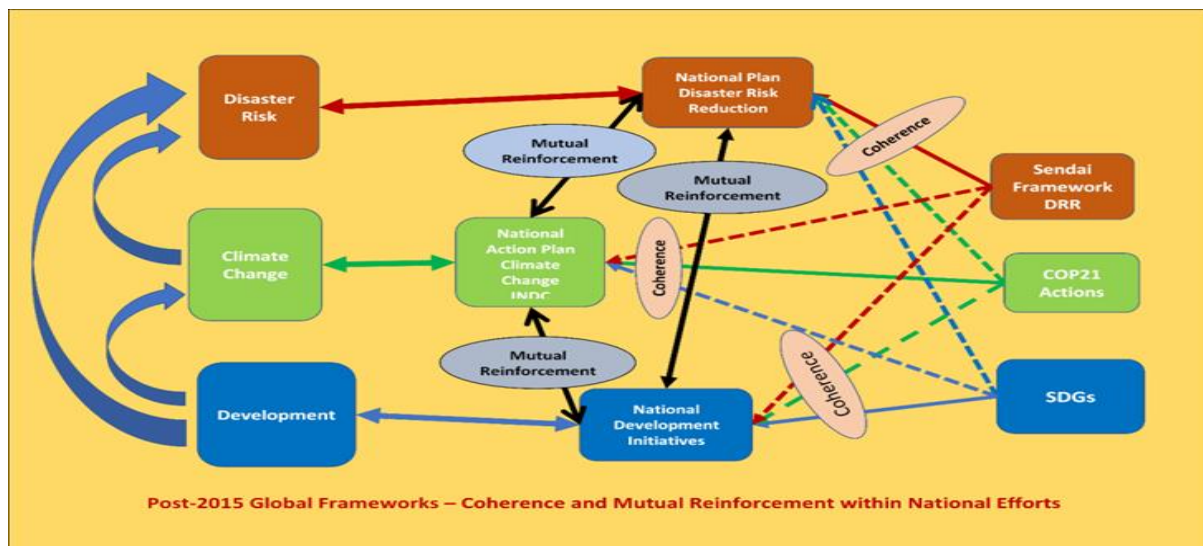 Disaster
Risk
National Plan
Disaster Risk
Reduction
Coherence
Mutual
Reinforcement
Mutual
Reinforcement
Sendai
Framework
DRR
Climate
Change
National
Action Plan
Climate
Change
INDC
Coherence
COP21
Actions
Mutual
Reinforcement
Coherence
Development
National
Development
Initiatives
SDGs
Post-2015 Global Frameworks – Coherence and Mutual Reinforcement within National Efforts